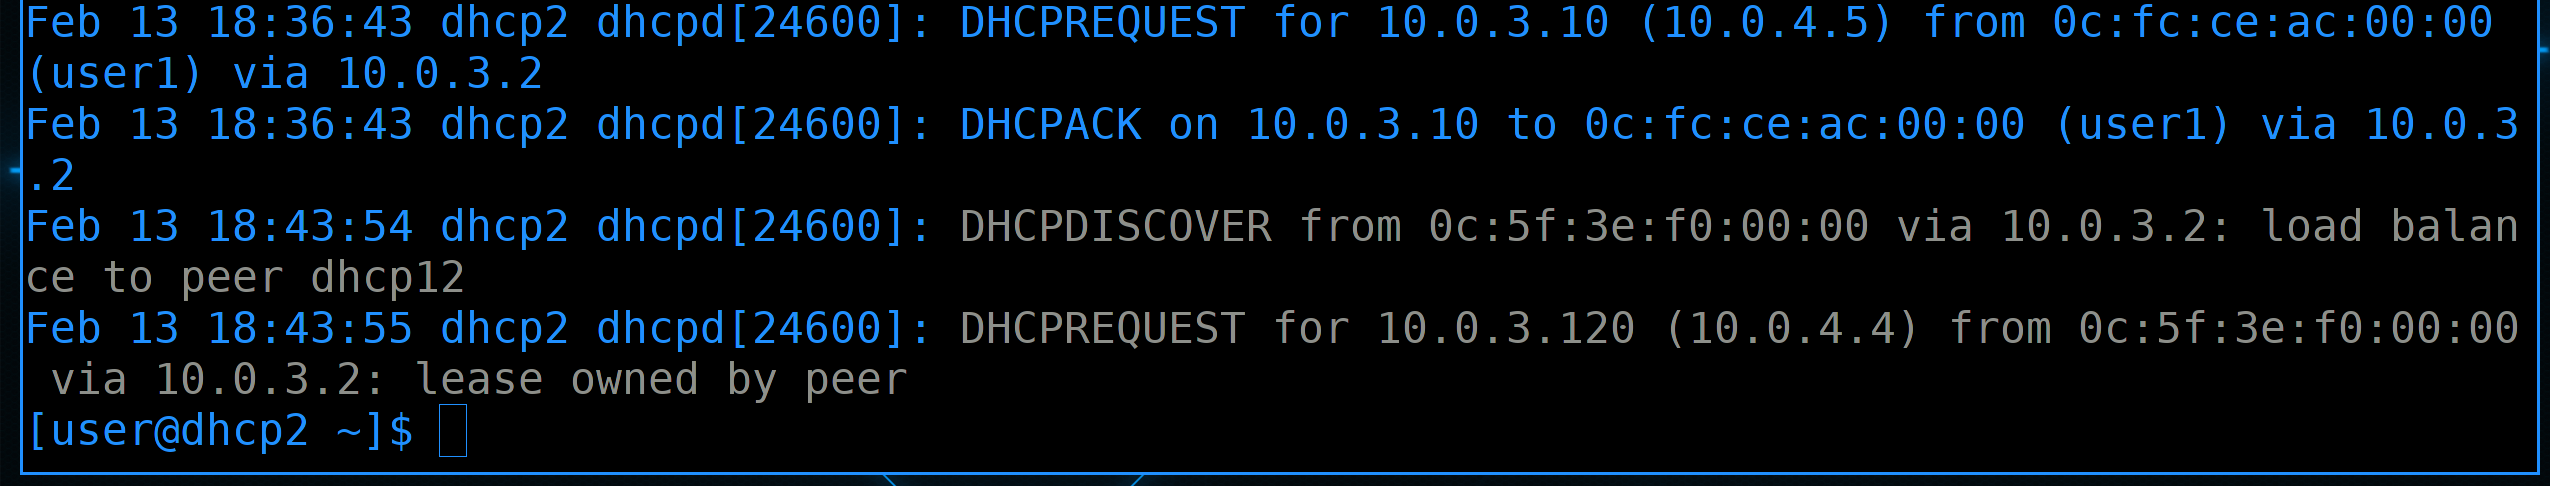 Feb 13 18:36:43 dhcp2 dhcpd[24600]: DHCPREQUEST for 10.0.3.10 (10.0.4.5) from 0c:fc:ce:ac:00:00
(user1) via 10.0.3.2
Feb 13 18:36:43 dhcp2 dhcpd[24600]: DHCPACK on 10.0.3.10 to 0c:fc:ce:ac:00:00 (user1) via 10.0.3
.2
Feb 13 18:43:54 dhcp2 dhcpd[24600]: DHCPDISCOVER from 0c:5f:3e:f0:00:00 via 10.0.3.2: load balan
ce to peer dhcp12
Feb 13 18:43:55 dhcp2 dhcpd[24600]: DHCPREQUEST for 10.0.3.120 (10.0.4.4) from 0c:5f:3e:f0:00:00
 via 10.0.3.2: lease owned by peer
[user@dhcp2 ~]$